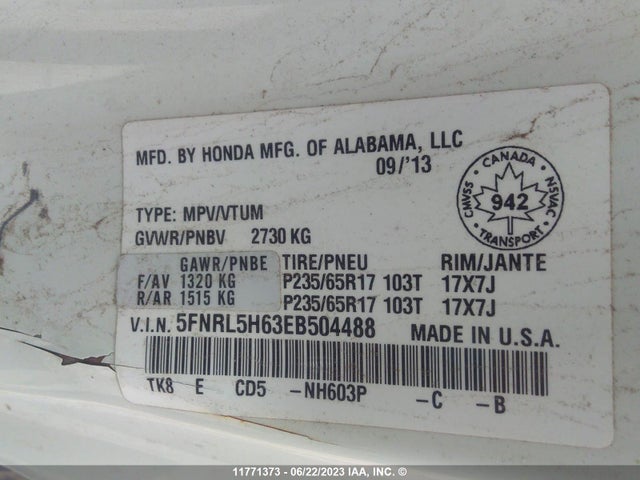 MFD. BY HONDA MFG. OF ALABAMA, LLC
09/'13
TYPE: MPV/VTUM
GVWR/PNBV 2730 KG
GAWR/PNBE TIRE/PNEU RIM/JANTE
F/AV 1320 KG P235/65R17 103T 17X7J
R/AR 1515 KG P235/65R17 103T 17X7J
V.I.N. 5FNRL5H63EB504488 MADE IN U.S.A.
TK8 E CD5 -NH603P -C -B
CANADA
CMVSS 942 NSVAC
TRANSPORT
11771373 - 06/22/2023 IAA, INC. ©